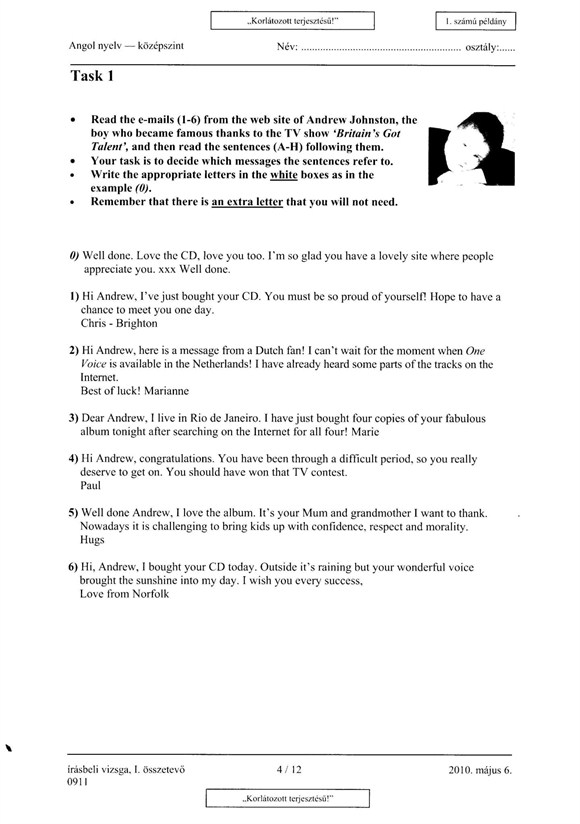 „Korlátozott terjesztésű!”
1. számú példány
Angol nyelv — középszint
Név: ............................................................ osztály:......
Task 1
• Read the e-mails (1-6) from the web site of Andrew Johnston, the
boy who became famous thanks to the TV show ‘Britain’s Got
Talent’, and then read the sentences (A-H) following them.
• Your task is to decide which messages the sentences refer to.
• Write the appropriate letters in the white boxes as in the
example (0).
• Remember that there is an extra letter that you will not need.
0) Well done. Love the CD, love you too. I’m so glad you have a lovely site where people
appreciate you. xxx Well done.
1) Hi Andrew, I’ve just bought your CD. You must be so proud of yourself! Hope to have a
chance to meet you one day.
Chris - Brighton
2) Hi Andrew, here is a message from a Dutch fan! I can’t wait for the moment when One
Voice is available in the Netherlands! I have already heard some parts of the tracks on the
Internet.
Best of luck! Marianne
3) Dear Andrew, I live in Rio de Janeiro. I have just bought four copies of your fabulous
album tonight after searching on the Internet for all four! Marie
4) Hi Andrew, congratulations. You have been through a difficult period, so you really
deserve to get on. You should have won that TV contest.
Paul
5) Well done Andrew, I love the album. It’s your Mum and grandmother I want to thank.
Nowadays it is challenging to bring kids up with confidence, respect and morality.
Hugs
6) Hi, Andrew, I bought your CD today. Outside it’s raining but your wonderful voice
brought the sunshine into my day. I wish you every success,
Love from Norfolk
írásbeli vizsga, I. összetevő
4 / 12
2010. május 6.
0911
„Korlátozott terjesztésű!”